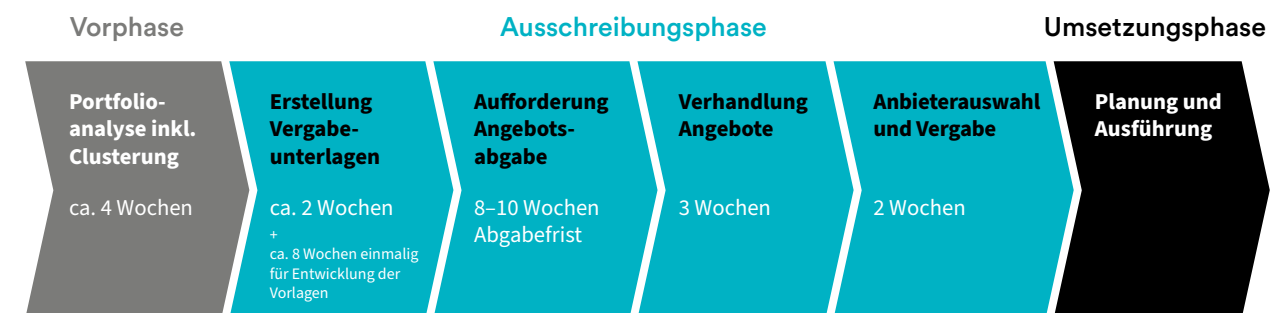 Vorphase
Ausschreibungsphase
Umsetzungsphase
Portfolio-
analyse inkl.
Clusterung
ca. 4 Wochen
Erstellung
Vergabe-
unterlagen
ca. 2 Wochen
+
ca. 8 Wochen einmalig
für Entwicklung der
Vorlagen
Aufforderung
Angebots-
abgabe
8–10 Wochen
Abgabefrist
Verhandlung
Angebote
3 Wochen
Anbieterauswahl
und Vergabe
2 Wochen
Planung und
Ausführung